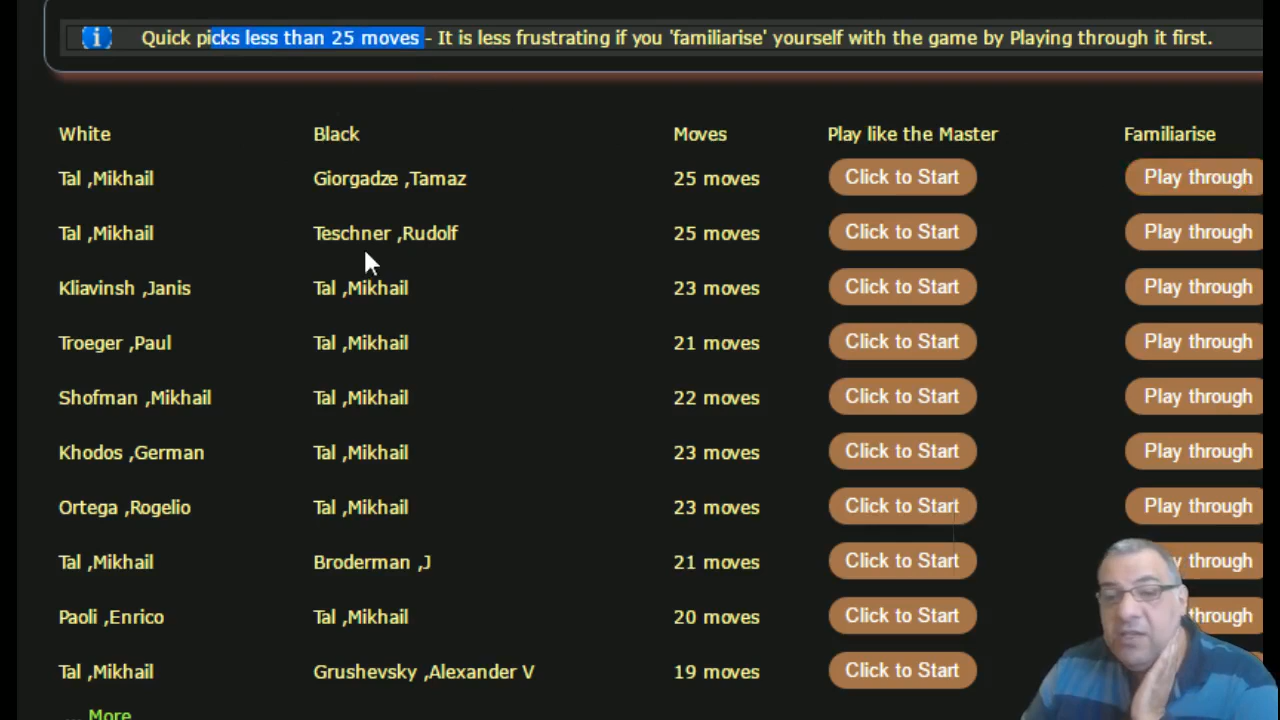 Quick picks less than 25 moves - It is less frustrating if you 'familiarise' yourself with the game by Playing through it first.
White Black Moves Play like the Master Familiarise
Tal ,Mikhail Giorgadze ,Tamaz 25 moves Click to Start Play through
Tal ,Mikhail Teschner ,Rudolf 25 moves Click to Start Play through
Kliavinsh ,Janis Tal ,Mikhail 23 moves Click to Start Play through
Troeger ,Paul Tal ,Mikhail 21 moves Click to Start Play through
Shofman ,Mikhail Tal ,Mikhail 22 moves Click to Start Play through
Khodos ,German Tal ,Mikhail 23 moves Click to Start Play through
Ortega ,Rogelio Tal ,Mikhail 23 moves Click to Start Play through
Tal ,Mikhail Broderman ,J 21 moves Click to Start through
Paoli ,Enrico Tal ,Mikhail 20 moves Click to Start through
Tal ,Mikhail Grushevsky ,Alexander V 19 moves Click to Start
... More